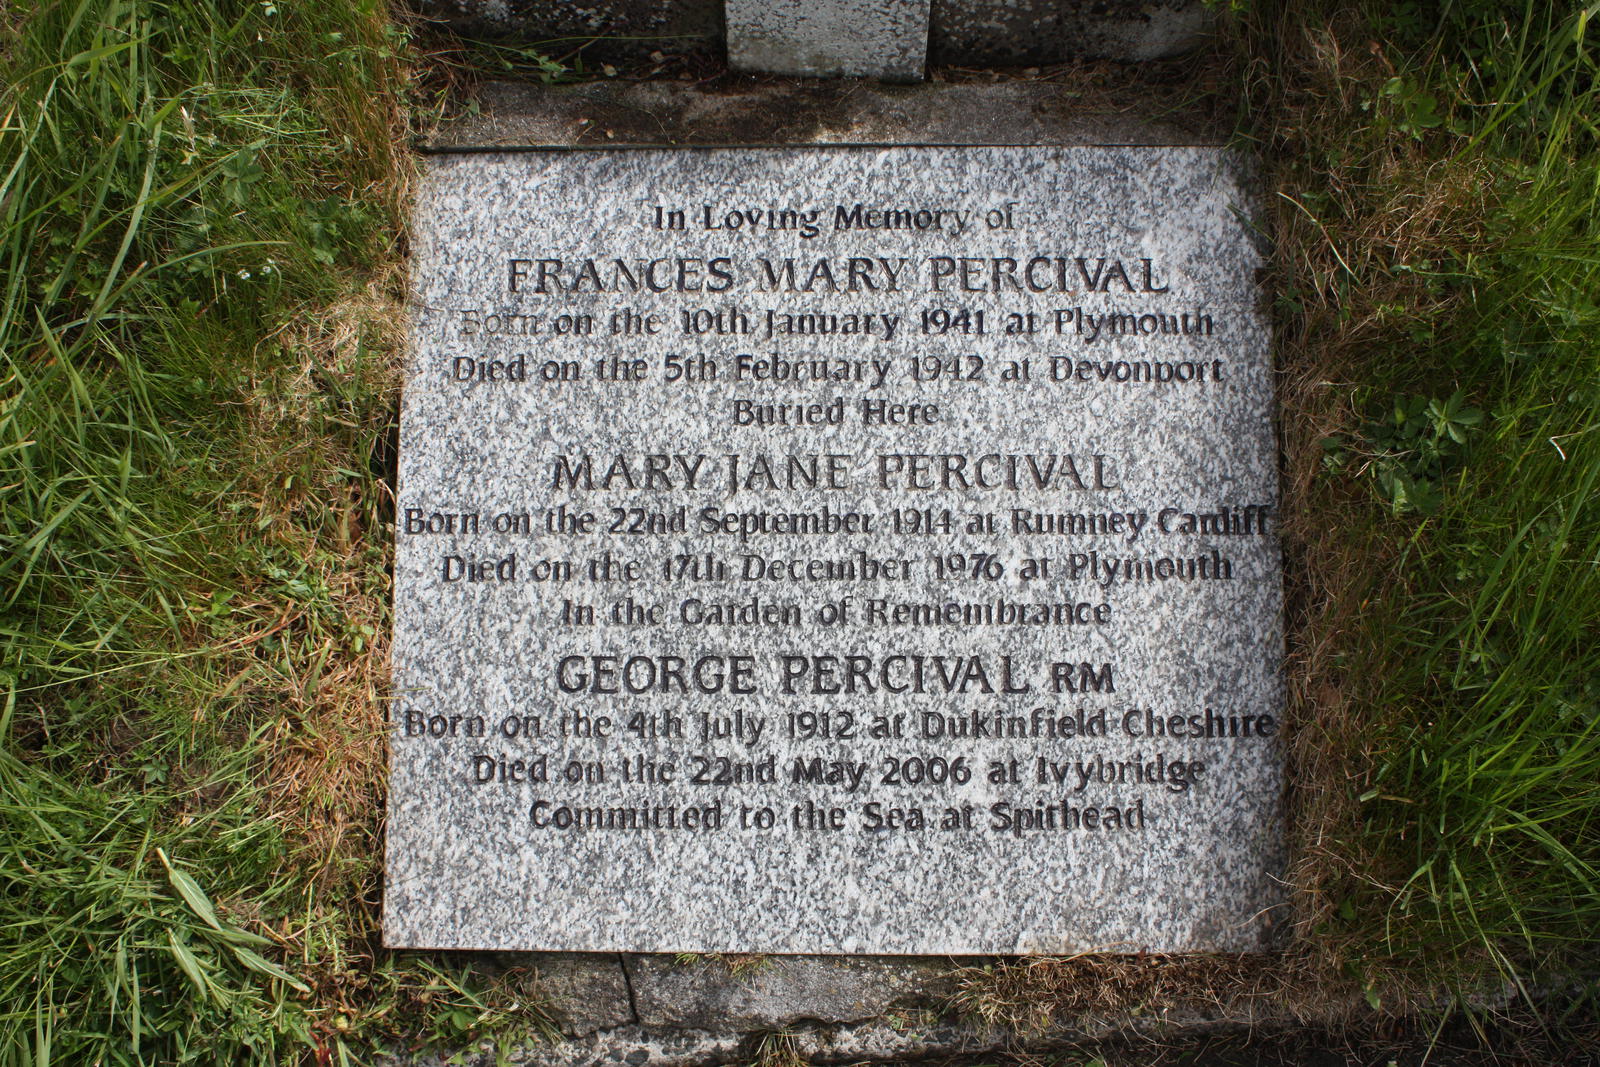 In Loving Memory of
FRANCES MARY PERCIVAL
Born on the 10th January 1941 at Plymouth
Died on the 5th February 1942 at Devonport
Buried Here
MARY JANE PERCIVAL
Born on the 22nd September 1914 at Rumney Cardiff
Died on the 17th December 1976 at Plymouth
In the Garden of Remembrance
GEORGE PERCIVAL RM
Born on the 4th July 1912 at Dukinfield Cheshire
Died on the 22nd May 2006 at Ivybridge
Committed to the Sea at Spithead